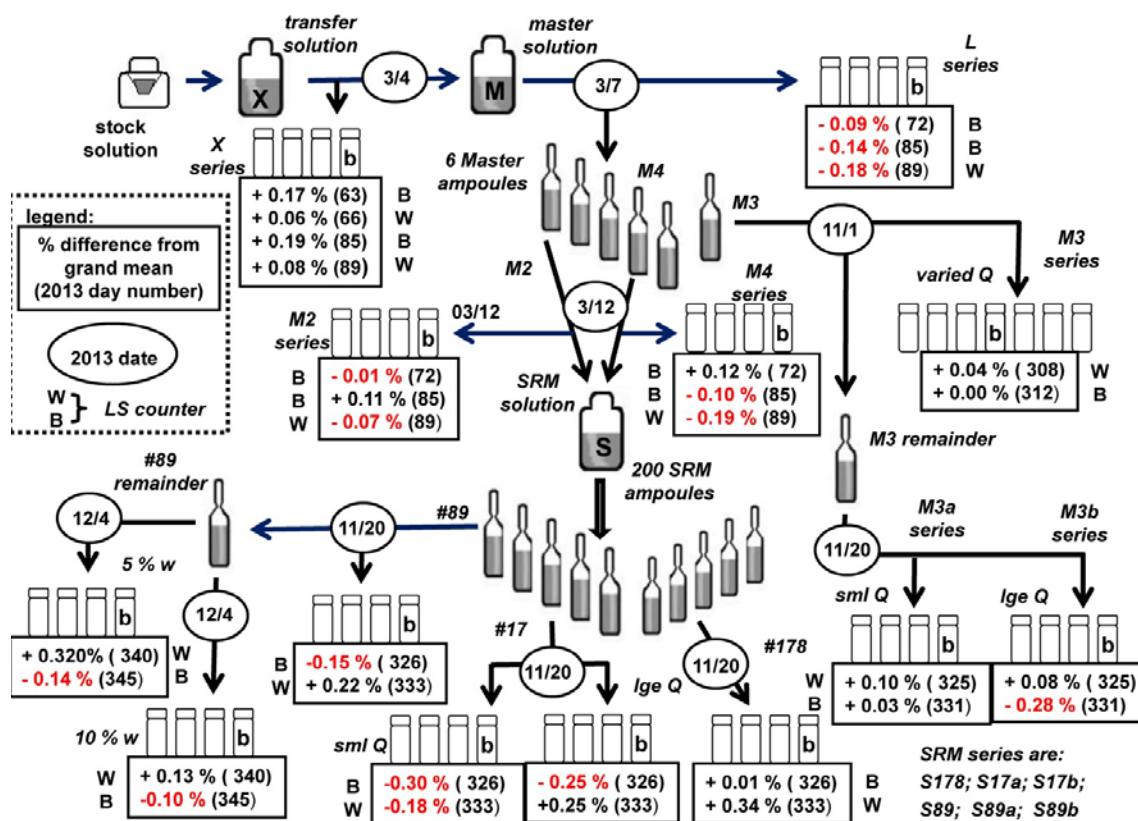 transfer
solution
master
solution
L
series
3/4
3/7
X
M
b
stock
solution
X
series
b
- 0.09 % ( 72)
- 0.14 % (85)
- 0.18 % (89)
B
B
W
6 Master
ampoules
M4
M3
+ 0.17 % (63)
+ 0.06 % (66)
+ 0.19 % (85)
+ 0.08 % (89)
B
W
B
W
legend:
% difference from
grand mean
(2013 day number)
2013 date
W
B
LS counter
11/1
M3
series
varied Q
M2
M4
series
3/12
03/12
M2
series
b
b
b
B
B
W
- 0.01 % (72)
+ 0.11 % (85)
- 0.07 % (89)
SRM
solution
B
B
W
+ 0.12 % ( 72)
- 0.10 % (85)
- 0.19 % (89)
+ 0.04 % ( 308)
+ 0.00 % (312)
W
B
S
M3 remainder
#89
remainder
200 SRM
ampoules
12/4
#89
11/20
M3a
series
M3b
series
11/20
5 % w
12/4
sml Q
lge Q
b
b
#17
#178
b
b
+ 0.320% ( 340)
- 0.14 % (345)
W
B
B
W
-0.15 % ( 326)
+ 0.22 % (333)
11/20
11/20
lge Q
W
B
+ 0.10 % ( 325)
+ 0.03 % (331)
+ 0.08 % (325)
- 0.28 % (331)
10 % w
b
sml Q
b
b
b
W
B
+ 0.13 % ( 340)
-0.10 % (345)
B
W
-0.30 % ( 326)
-0.18 % (333)
- 0.25 % ( 326)
+0.25 % (333)
+ 0.01 % (326)
+ 0.34 % (333)
B
W
SRM series are:
S178; S17a; S17b;
S89; S89a; S89b